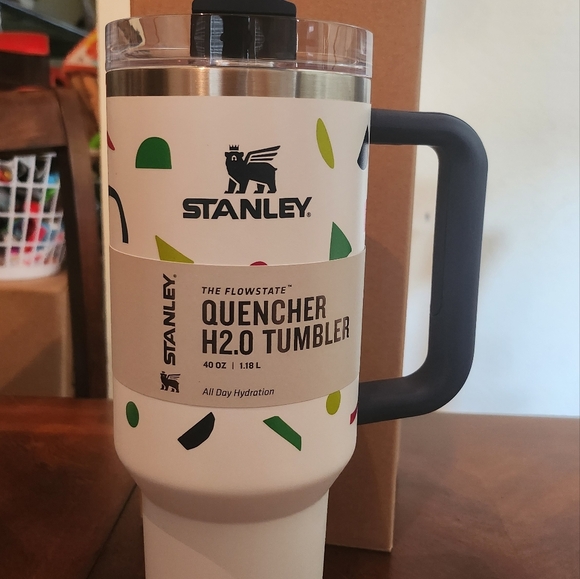 STANLEY®
STANLEY®
THE FLOWSTATE™
QUENCHER
H2.0 TUMBLER
40 OZ | 1.18 L
All Day Hydration